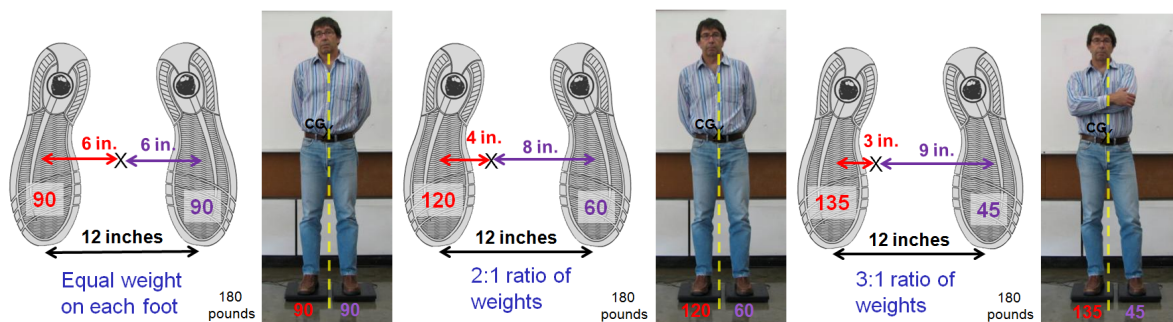 6 in.
6 in.
X
90
90
12 inches
Equal weight
on each foot
180
pounds
CG
90
90
4 in.
8 in.
X
120
60
12 inches
2:1 ratio of
weights
180
pounds
CG
120
60
3 in.
9 in.
X
135
45
12 inches
3:1 ratio of
weights
180
pounds
CG
135
45